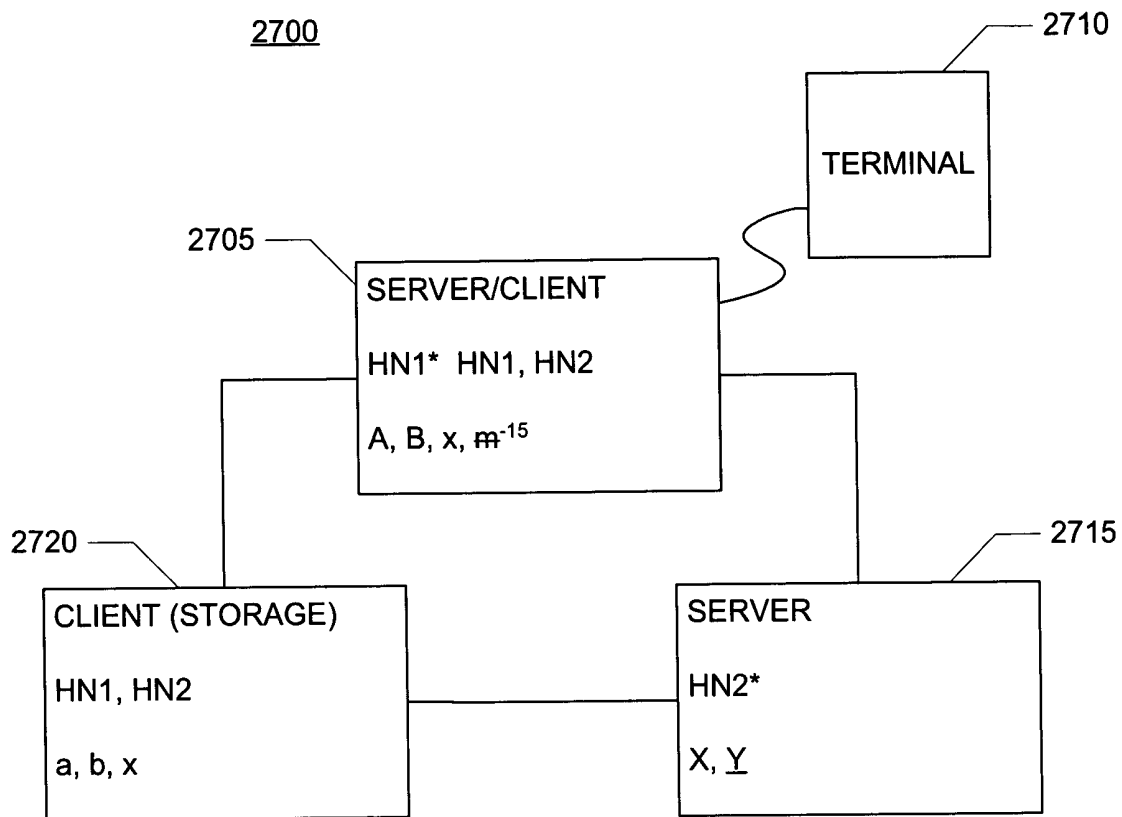 2700
2710
TERMINAL
2705
SERVER/CLIENT
HN1* HN1, HN2
A, B, x, m̶⁻¹⁵
2720
CLIENT (STORAGE)
HN1, HN2
a, b, x
2715
SERVER
HN2*
X, Y